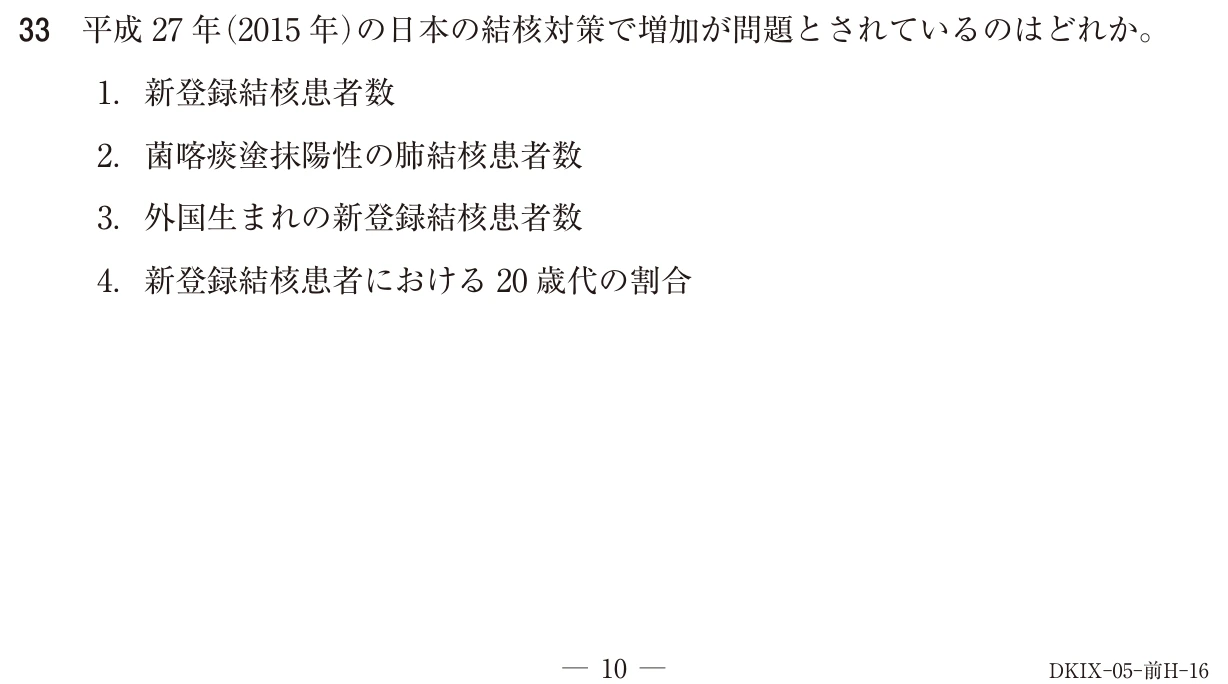 33 平成 27 年(2015 年)の日本の結核対策で増加が問題とされているのはどれか。
1. 新登録結核患者数
2. 菌喀痰塗抹陽性の肺結核患者数
3. 外国生まれの新登録結核患者数
4. 新登録結核患者における 20 歳代の割合
— 10 —
DKIX-05-前H-16